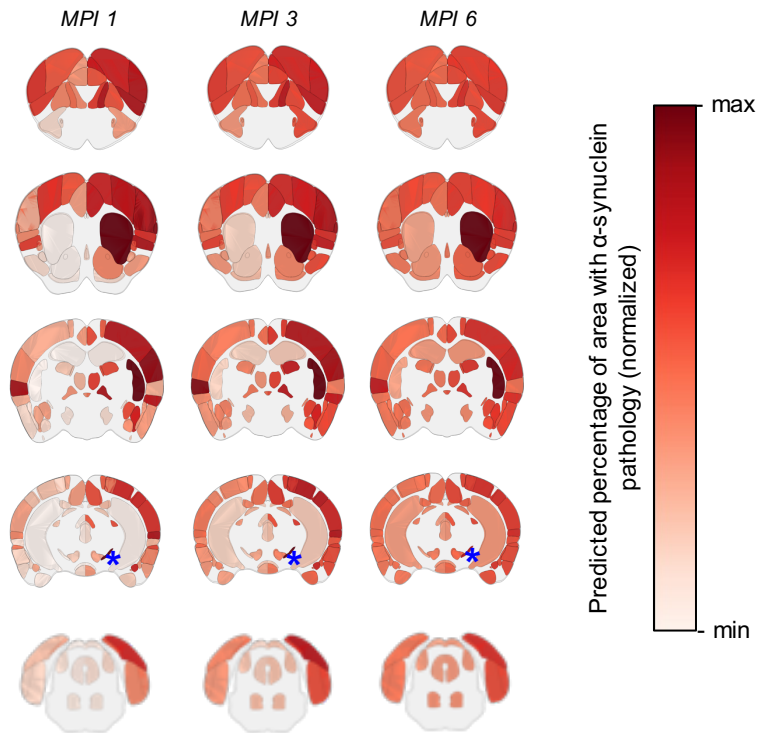 MPI 1 MPI 3 MPI 6
max
Predicted percentage of area with α-synuclein
pathology (normalized)
min
*
*
*